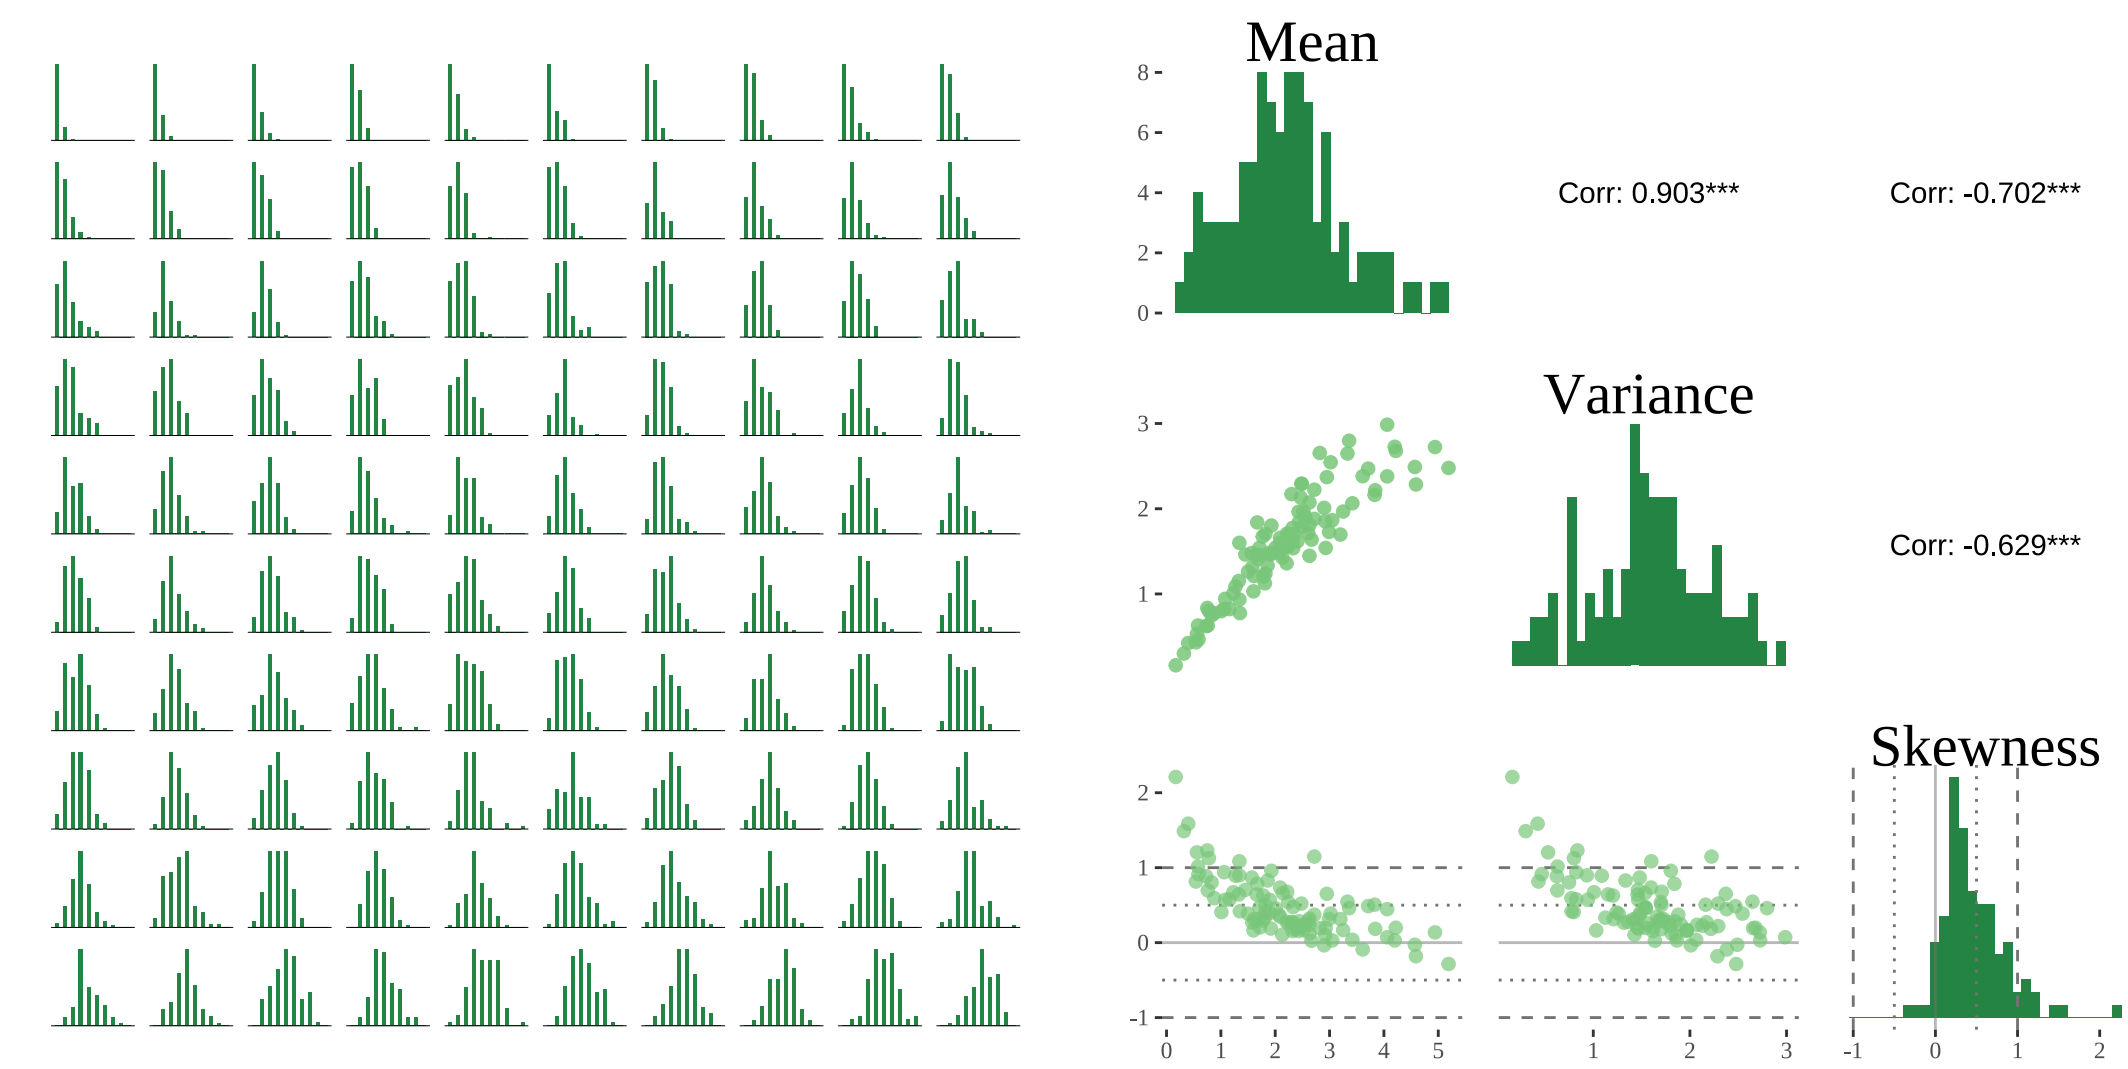 Mean
8
6
4
2
0
Corr: 0.903***
Corr: -0.702***
Variance
3
2
1
Corr: -0.629***
Skewness
2
1
0
-1
0 1 2 3 4 5
1 2 3
-1 0 1 2